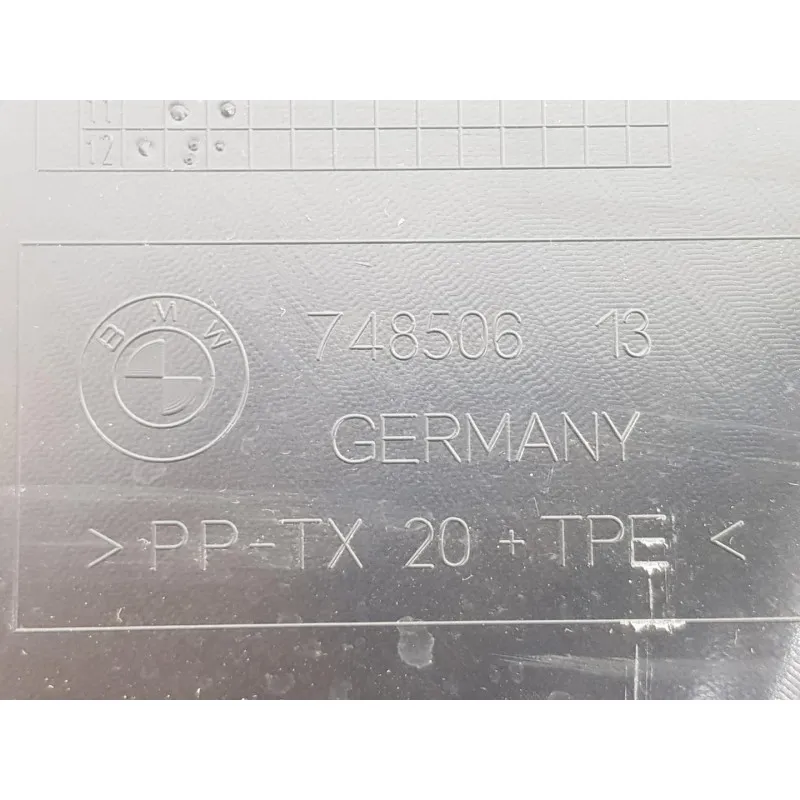 11
12
BMW
748506 13
GERMANY
> PP-TX 20 + TPE <